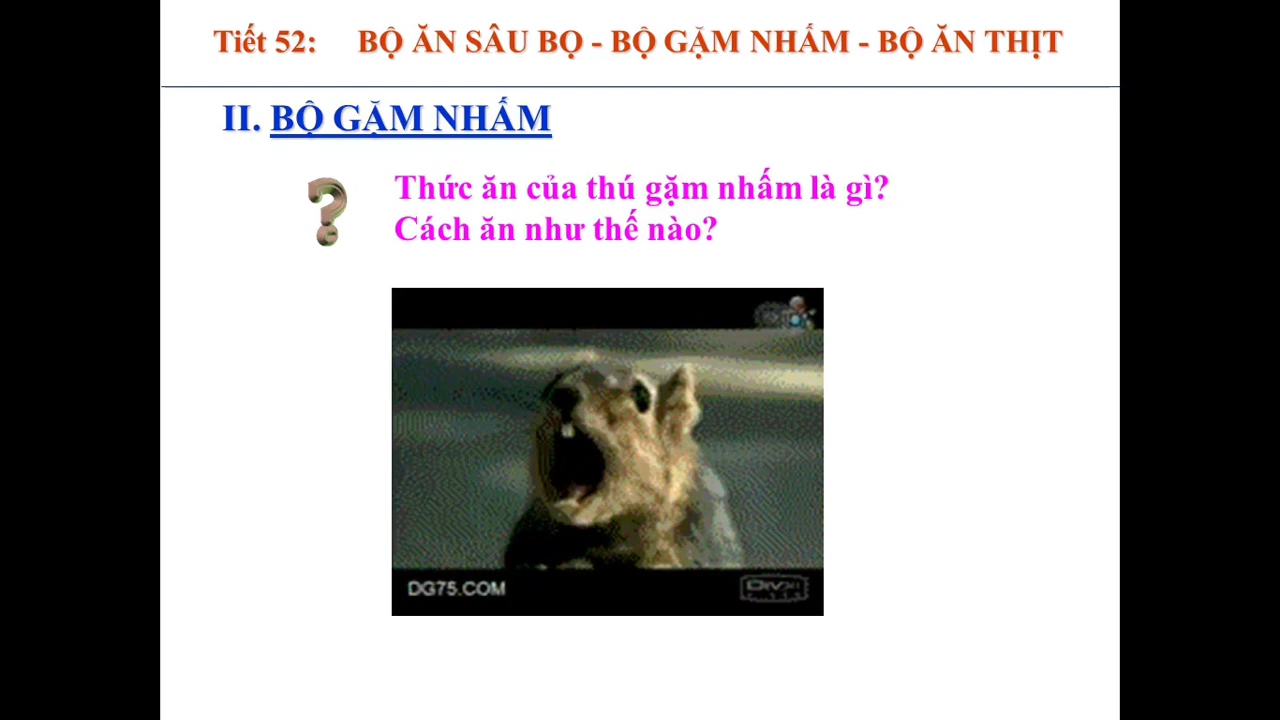 Tiết 52: BỘ ĂN SÂU BỌ - BỘ GẶM NHẤM - BỘ ĂN THỊT
II. BỘ GẶM NHẤM
Thức ăn của thú gặm nhấm là gì?
Cách ăn như thế nào?
DG75.COM